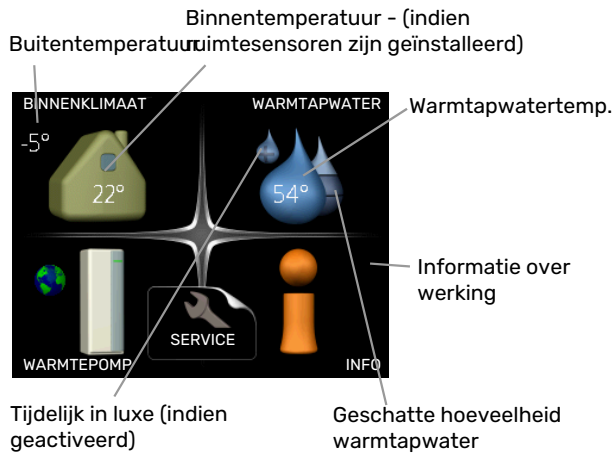 Binnentemperatuur - (indien
ruimtesensoren zijn geïnstalleerd)
Buitentemperatuur
BINNENKLIMAAT
WARMTAPWATER
Warmtapwatertemp.
-5°
22°
54°
Informatie over
werking
SERVICE
WARMTEPOMP
INFO
Tijdelijk in luxe (indien
geactiveerd)
Geschatte hoeveelheid
warmtapwater